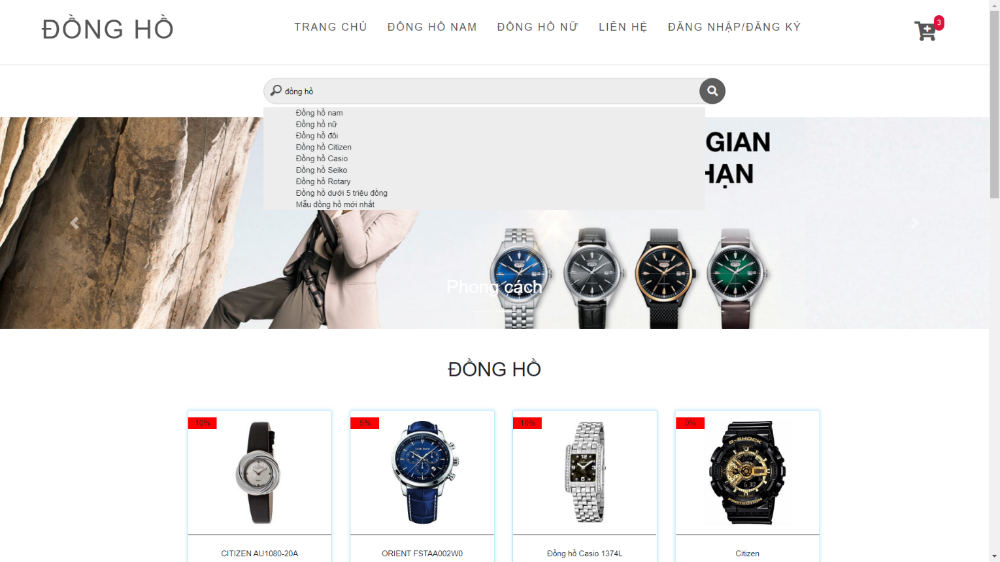 ĐỒNG HỒ
TRANG CHỦ
ĐỒNG HỒ NAM
ĐỒNG HỒ NỮ
LIÊN HỆ
ĐĂNG NHẬP/ĐĂNG KÝ
3
đồng hồ
Đồng hồ nam
Đồng hồ nữ
Đồng hồ đôi
Đồng hồ Citizen
Đồng hồ Casio
Đồng hồ Seiko
Đồng hồ Rotary
Đồng hồ dưới 5 triệu đồng
Mẫu đồng hồ mới nhất
GIAN
HẠN
Phong cách
ĐỒNG HỒ
10%
5%
10%
0%
G-SHOCK
PROTECTION
CITIZEN AU1080-20A
ORIENT FSTAA002W0
Đồng hồ Casio 1374L
Citizen